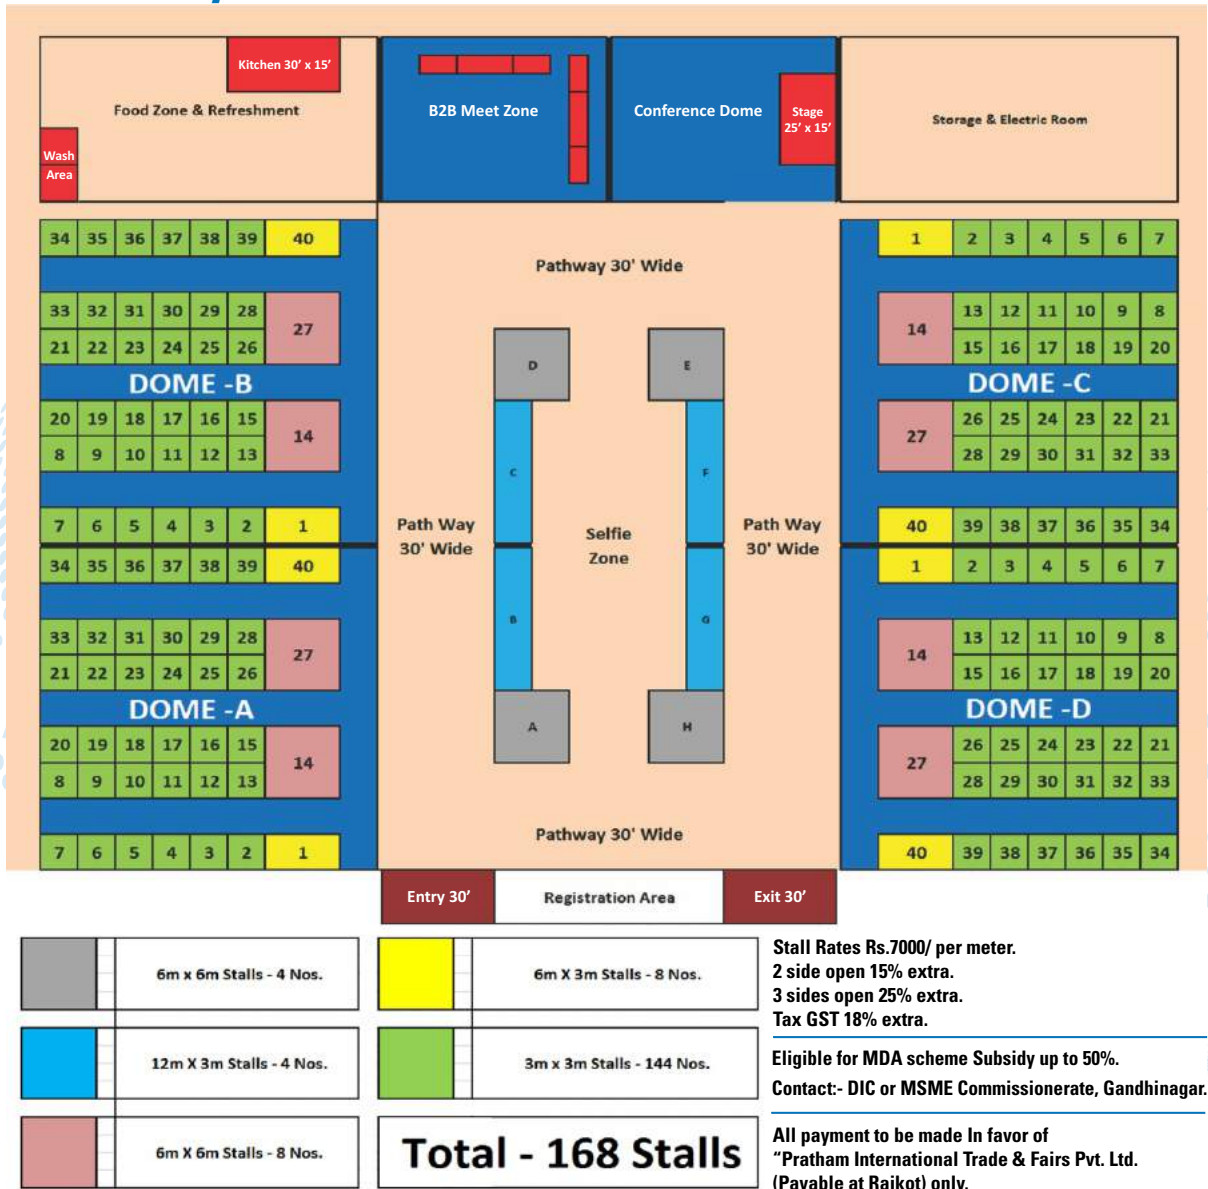 Kitchen 30' x 15'
Food Zone & Refreshment
Wash
Area
B2B Meet Zone
Conference Dome
Stage
25' x 15'
Storage & Electric Room
34 35 36 37 38 39 40
33 32 31 30 29 28
27
21 22 23 24 25 26
DOME -B
20 19 18 17 16 15
14
8 9 10 11 12 13
7 6 5 4 3 2 1
34 35 36 37 38 39 40
33 32 31 30 29 28
27
21 22 23 24 25 26
DOME -A
20 19 18 17 16 15
14
8 9 10 11 12 13
7 6 5 4 3 2 1
Pathway 30' Wide
D
E
C
F
Path Way
30' Wide
Selfie
Zone
Path Way
30' Wide
B
G
A
H
Pathway 30' Wide
1 2 3 4 5 6 7
13 12 11 10 9 8
14
15 16 17 18 19 20
DOME -C
26 25 24 23 22 21
27
28 29 30 31 32 33
40 39 38 37 36 35 34
1 2 3 4 5 6 7
13 12 11 10 9 8
14
15 16 17 18 19 20
DOME -D
26 25 24 23 22 21
27
28 29 30 31 32 33
40 39 38 37 36 35 34
Entry 30'
Registration Area
Exit 30'
6m x 6m Stalls - 4 Nos.
12m X 3m Stalls - 4 Nos.
6m X 6m Stalls - 8 Nos.
6m X 3m Stalls - 8 Nos.
3m x 3m Stalls - 144 Nos.
Total - 168 Stalls
Stall Rates Rs.7000/ per meter.
2 side open 15% extra.
3 sides open 25% extra.
Tax GST 18% extra.
Eligible for MDA scheme Subsidy up to 50%.
Contact:- DIC or MSME Commissionerate, Gandhinagar.
All payment to be made In favor of
"Pratham International Trade & Fairs Pvt. Ltd.
(Payable at Rajkot) only.